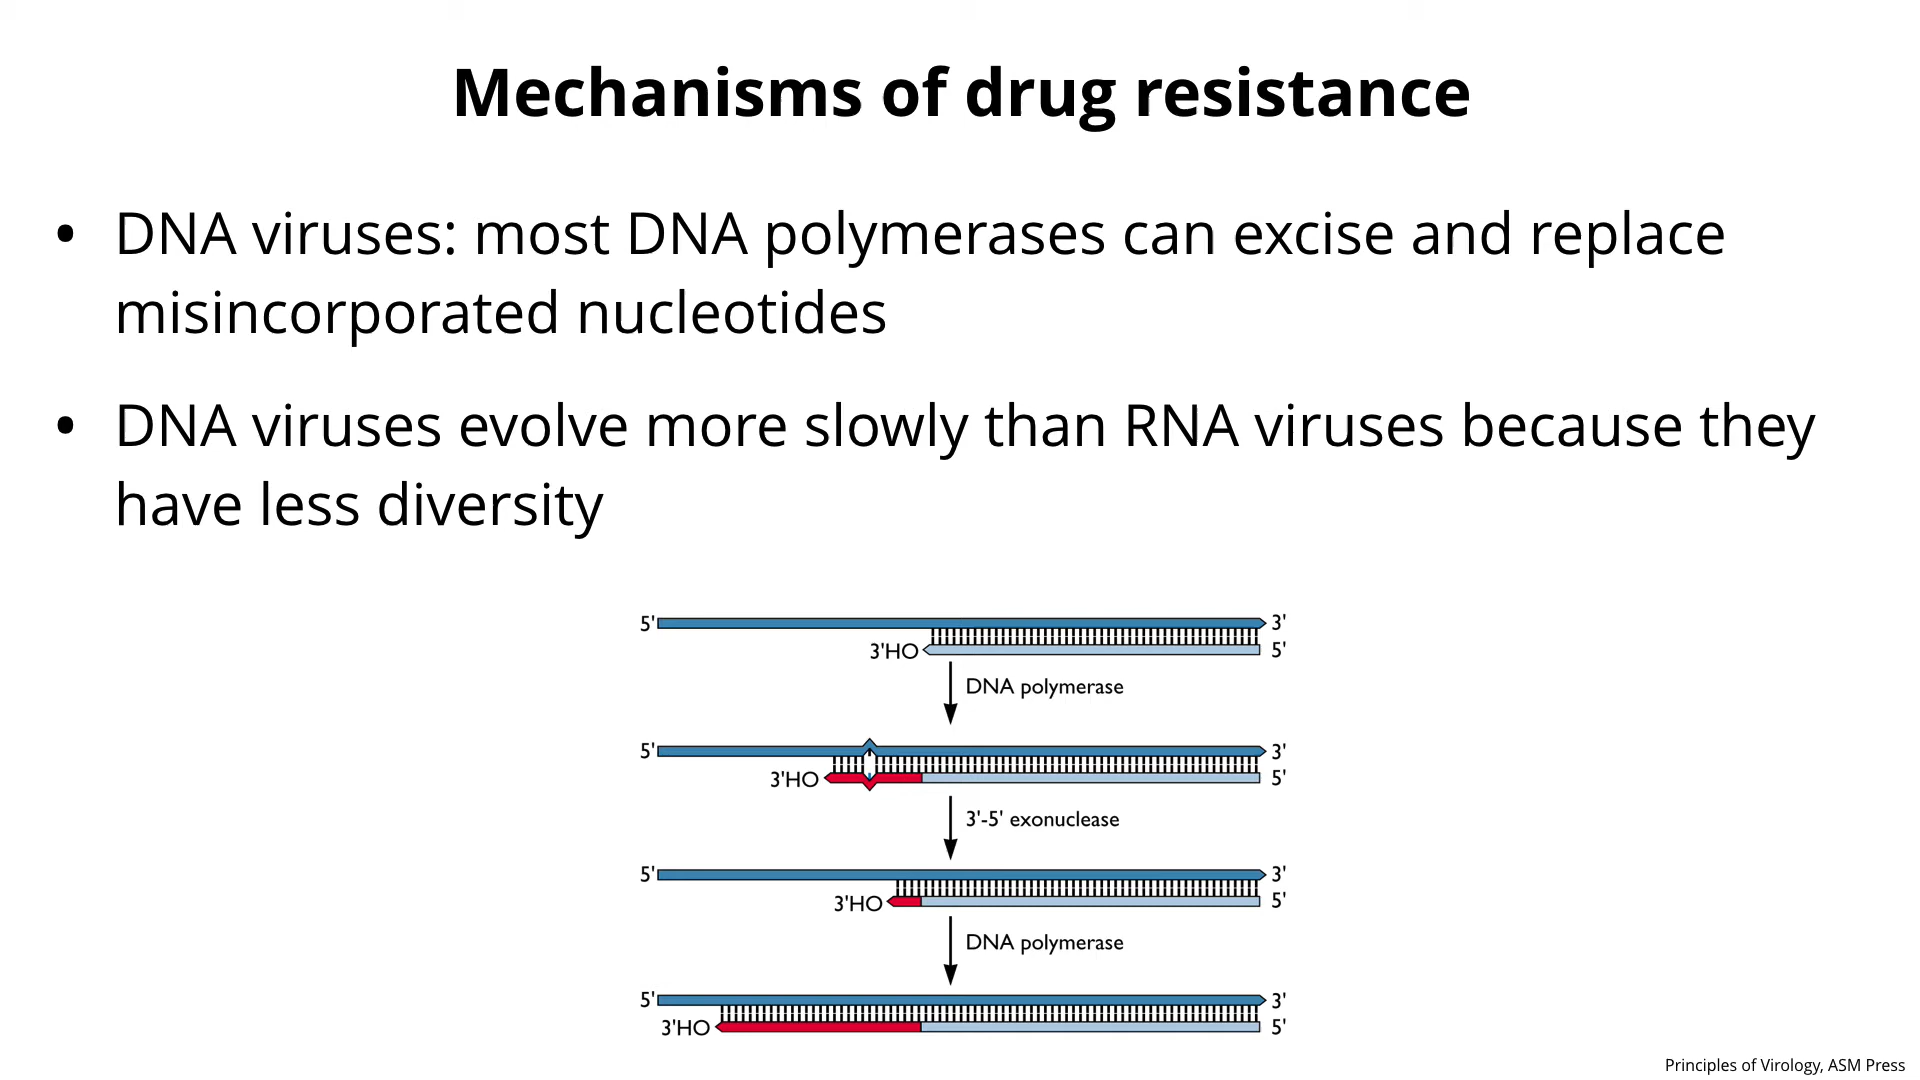 Mechanisms of drug resistance
• DNA viruses: most DNA polymerases can excise and replace
misincorporated nucleotides
• DNA viruses evolve more slowly than RNA viruses because they
have less diversity
5' 3'
3'HO 5'
DNA polymerase
5' 3'
3'HO 5'
3'-5' exonuclease
5' 3'
3'HO 5'
DNA polymerase
5' 3'
3'HO 5'
Principles of Virology, ASM Press